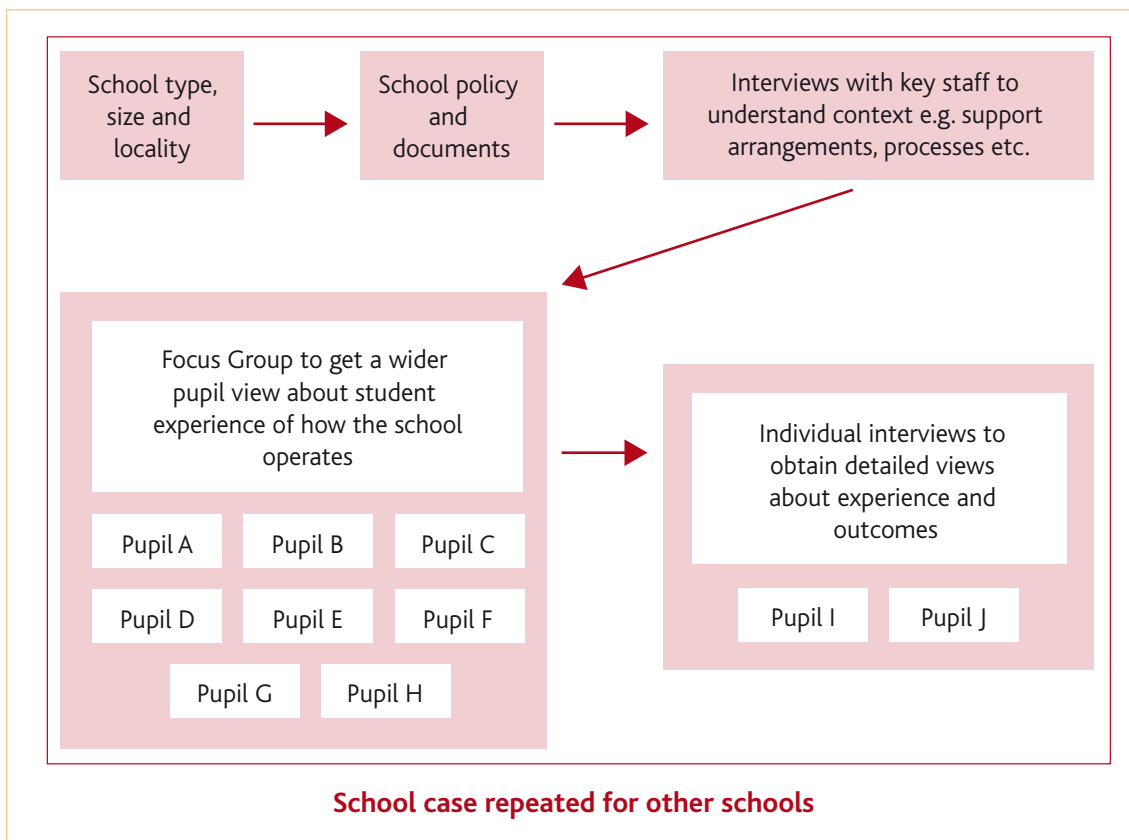 School type,
size and
locality
School policy
and
documents
Interviews with key staff to
understand context e.g. support
arrangements, processes etc.
Focus Group to get a wider
pupil view about student
experience of how the school
operates
Pupil A
Pupil B
Pupil C
Pupil D
Pupil E
Pupil F
Pupil G
Pupil H
Individual interviews to
obtain detailed views
about experience and
outcomes
Pupil I
Pupil J
School case repeated for other schools